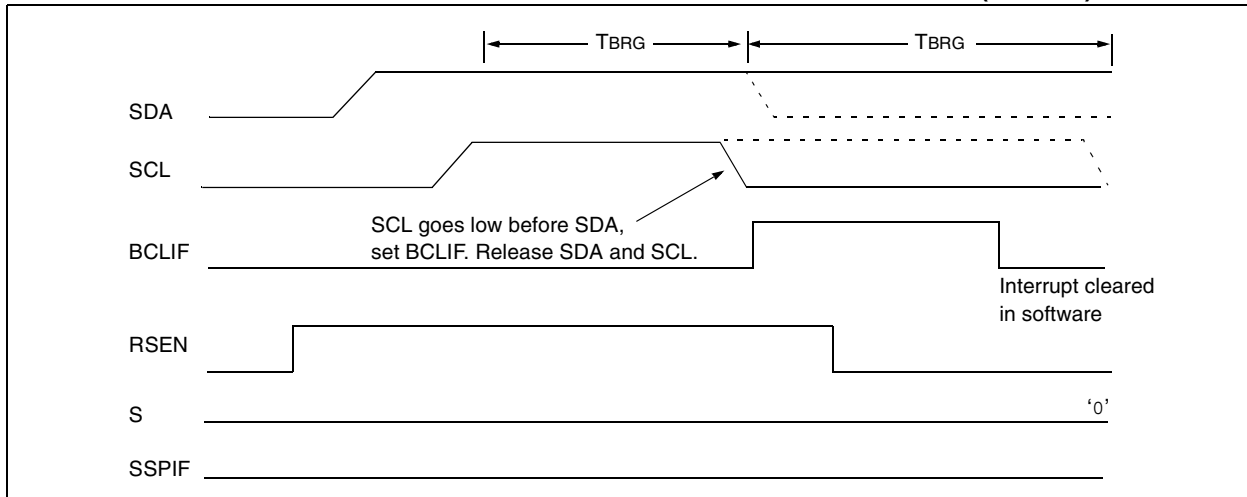 TBRG
TBRG
SDA
SCL
SCL goes low before SDA,
set BCLIF. Release SDA and SCL.
BCLIF
Interrupt cleared
in software
RSEN
S
‘0’
SSPIF